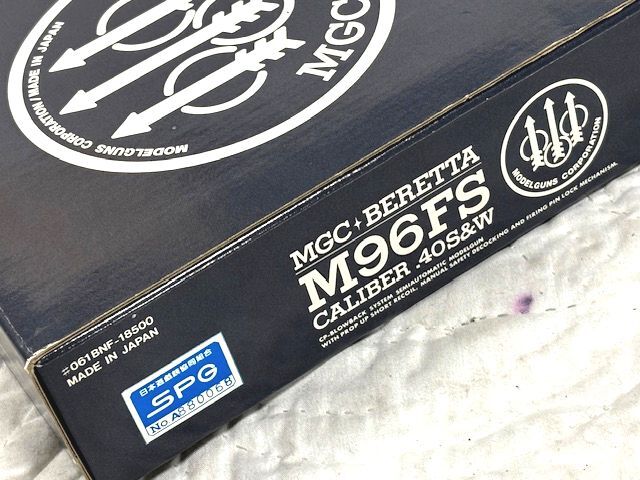 MODELGUNS CORPORATION/MADE IN JAPAN
MGC
MGC BERETTA
M96FS
CALIBER .40S&W
CP-BLOWBACK SYSTEM SEMIAUTOMATIC MODELGUN
WITH PROP UP SHORT RECOIL, MANUAL SAFETY DECOCKING AND FIRING PIN LOCK MECHANISM.
MODELGUNS CORPORATION
#061BNF-18500
MADE IN JAPAN
日本遊戯銃協同組合
SPG
No.A88006B